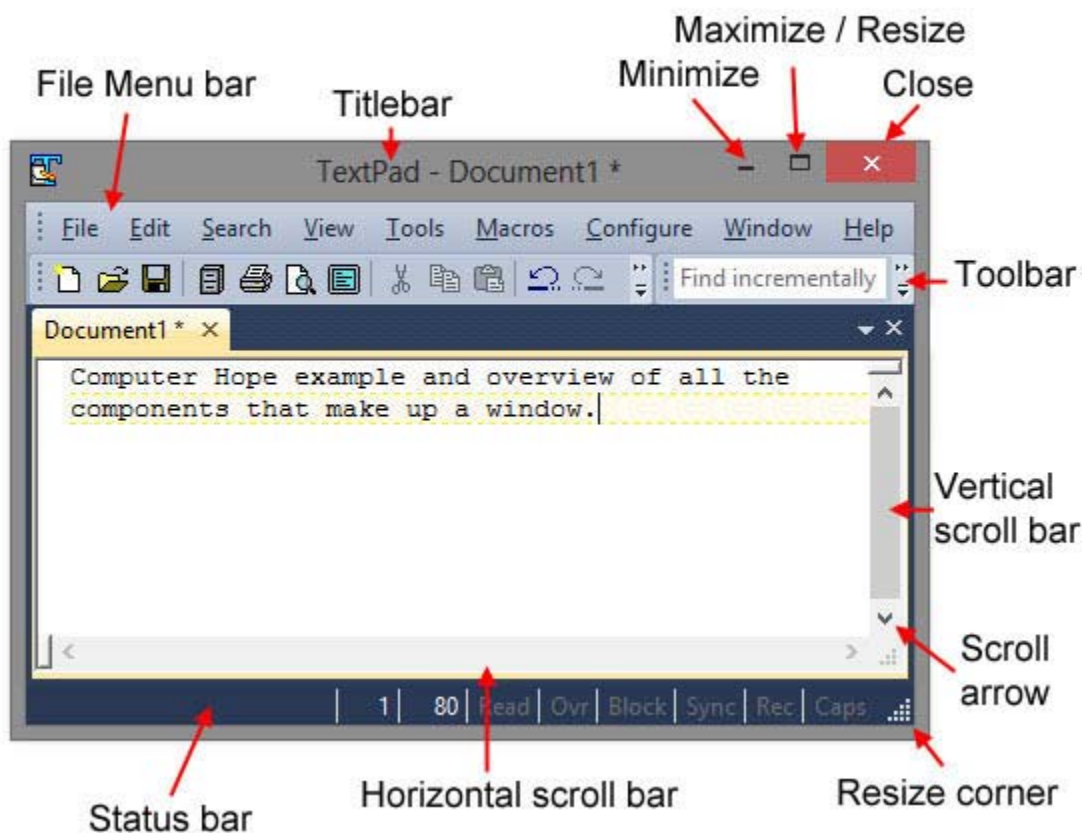 Maximize / Resize
File Menu bar
Titlebar
Minimize
Close
TextPad - Document1 *
File Edit Search View Tools Macros Configure Window Help
Find incrementally
Toolbar
Document1 *
Computer Hope example and overview of all the
components that make up a window.
Vertical
scroll bar
Scroll
arrow
1 80 Read Ovr Block Sync Rec Caps
Status bar
Horizontal scroll bar
Resize corner